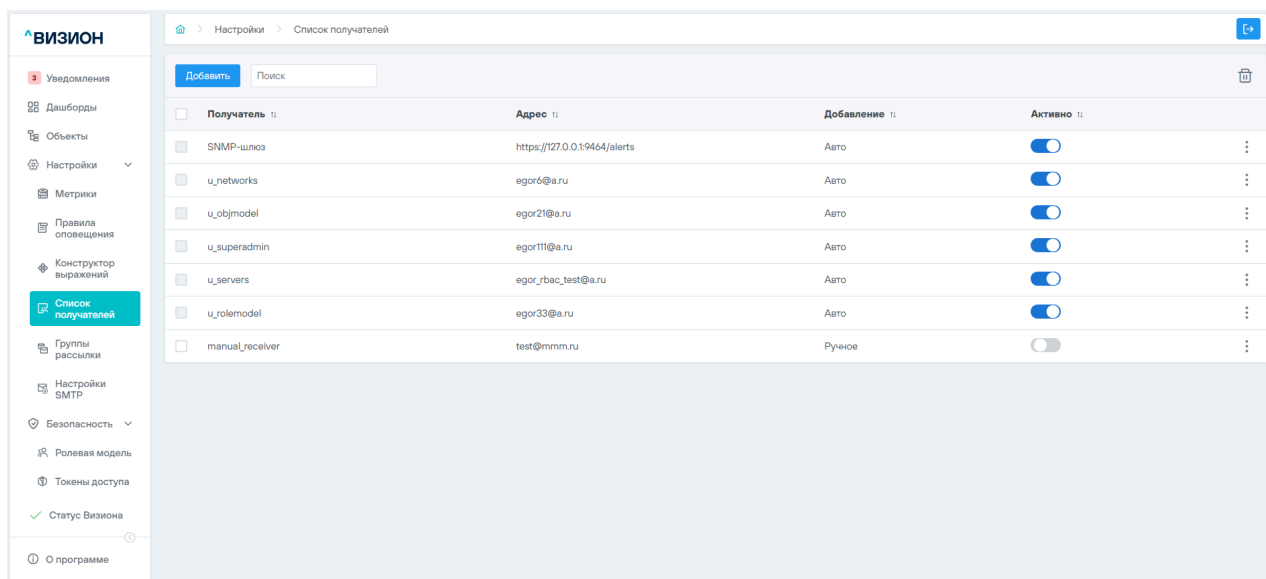 ^ВИЗИОН
Настройки
Список получателей
3 Уведомления
Дашборды
Объекты
Настройки
Метрики
Правила
оповещения
Конструктор
выражений
Список
получателей
Группы
рассылки
Настройки
SMTP
Безопасность
Ролевая модель
Токены доступа
Статус Визиона
О программе
Добавить
Поиск
Получатель Адрес Добавление Активно
SNMP-шлюз https://127.0.0.1:9464/alerts Авто
u_networks egor6@a.ru Авто
u_objmodel egor21@a.ru Авто
u_superadmin egor111@a.ru Авто
u_servers egor_rbac_test@a.ru Авто
u_rolemodel egor33@a.ru Авто
manual_receiver test@mmm.ru Ручное